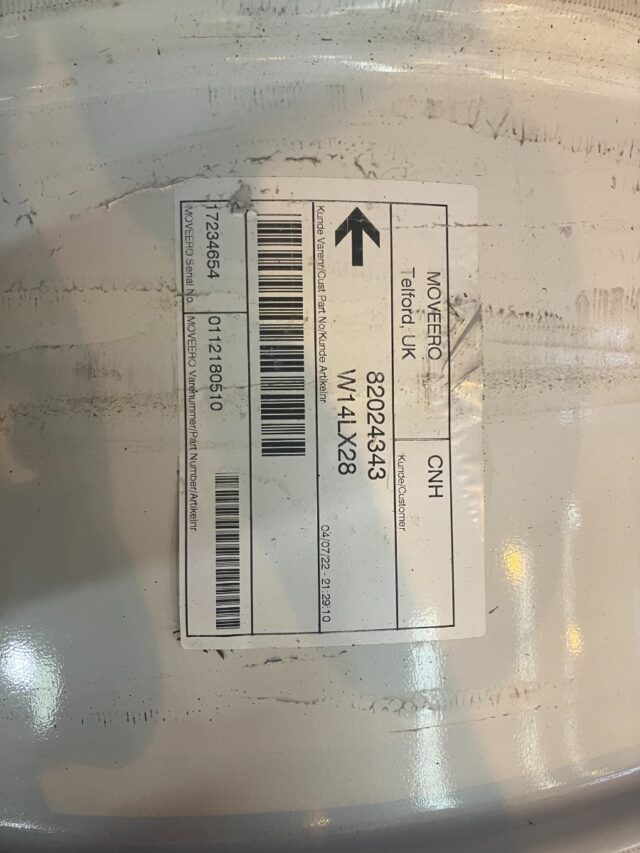 MOVEERO
Telford, UK
CNH
Kunde/Customer
82024343
W14LX28
Kunde Varenr/Cust Part No/Kunde Artikelnr
04/07/22 - 21:29:10
17234654
MOVEERO Serial No.
0112180510
MOVEERO Varenummer/Part Number/Artikelnr